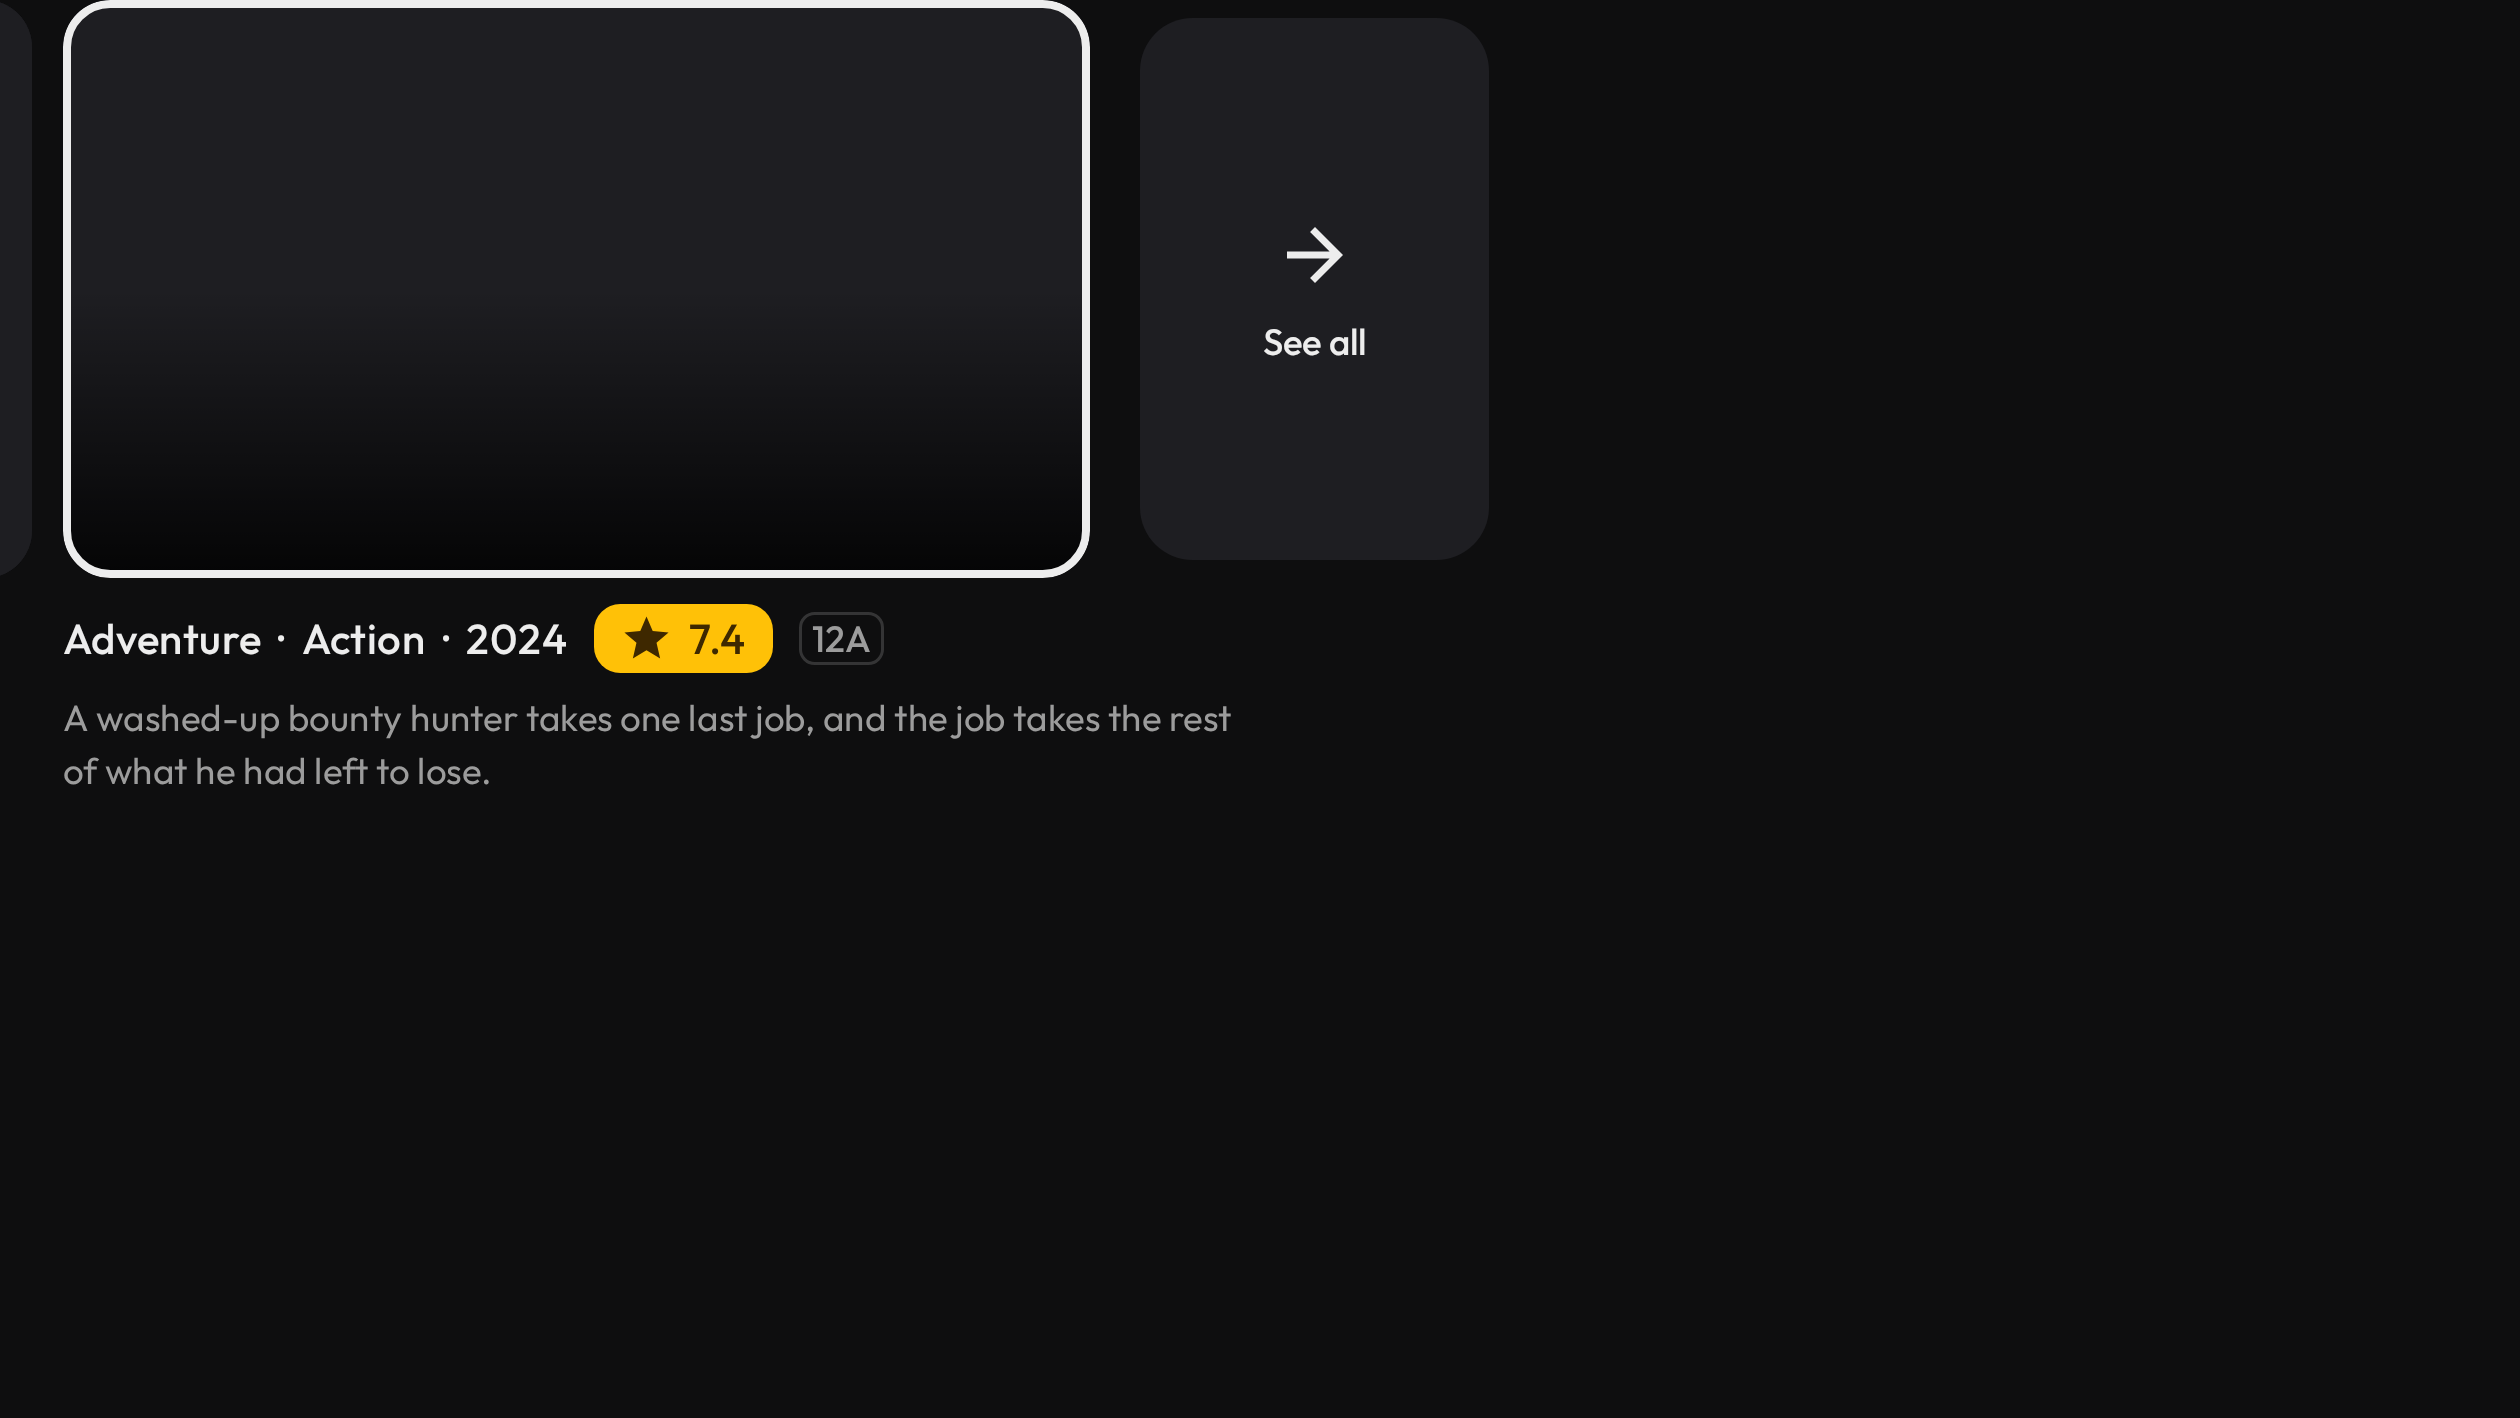 See all
Adventure · Action · 2024 7.4 12A
A washed-up bounty hunter takes one last job, and the job takes the rest
of what he had left to lose.